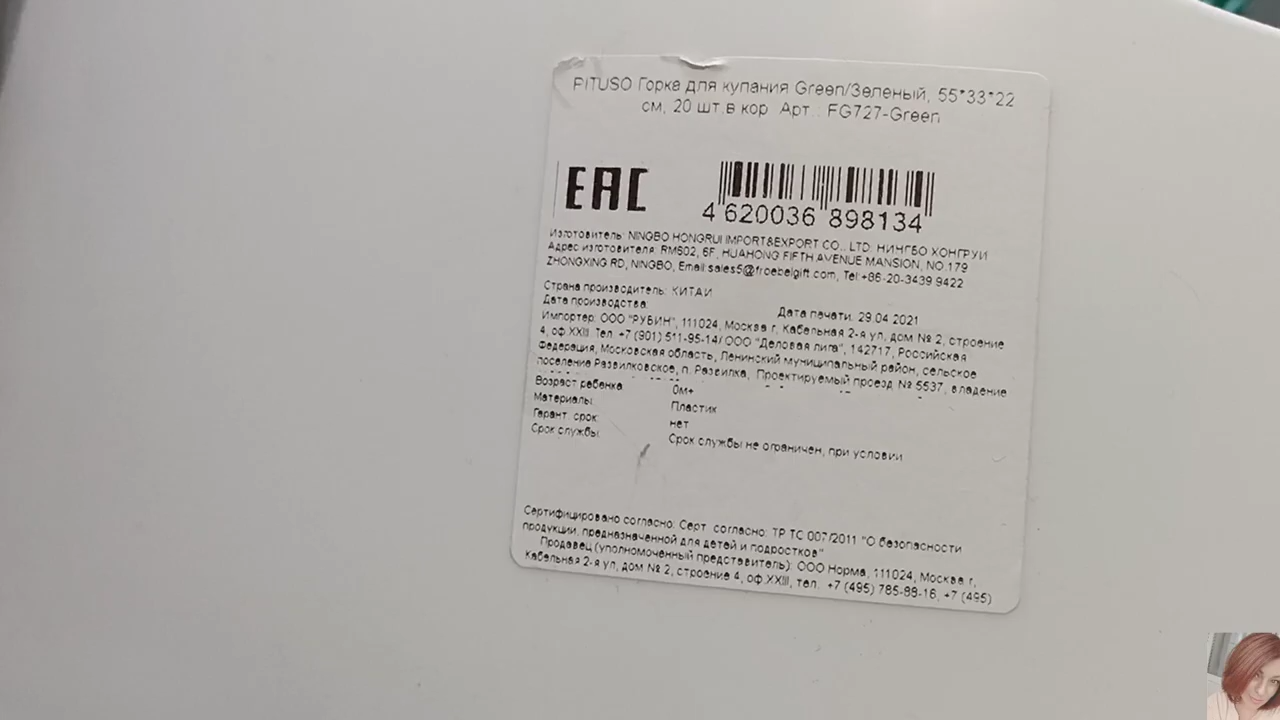 PITUSO Горка для купания Green/Зеленый, 55*33*22
см, 20 шт.в кор Арт.: FG727-Green
EAC
4 620036 898134
Изготовитель: NINGBO HONGRUI IMPORT&EXPORT CO., LTD. НИНГБО ХОНГРУИ
Адрес изготовителя: RM602, 6F, HUAHONG FIFTH AVENUE MANSION, NO.179
ZHONGXING RD, NINGBO, Email:sales5@froebelgift.com, Tel:+86-20-3439 9422
Страна производитель: КИТАЙ
Дата производства: Дата печати: 29.04.2021
Импортер: ООО "РУБИН", 111024, Москва г, Кабельная 2-я ул, дом № 2, строение
4, оф.XXIII Тел. +7 (901) 511-95-14/ ООО "Деловая лига", 142717, Российская
Федерация, Московская область, Ленинский муниципальный район, сельское
поселение Развилковское, п. Развилка, Проектируемый проезд № 5537, владение
Возраст ребенка 0м+
Материалы: Пластик
Гарант. срок: нет
Срок службы: Срок службы не ограничен, при условии
Сертифицировано согласно: Серт. согласно: ТР ТС 007/2011 "О безопасности
продукции, предназначенной для детей и подростков"
Продавец (уполномоченный представитель): ООО Норма, 111024, Москва г,
Кабельная 2-я ул, дом № 2, строение 4, оф.XXIII, тел. +7 (495) 785-88-16, +7 (495)